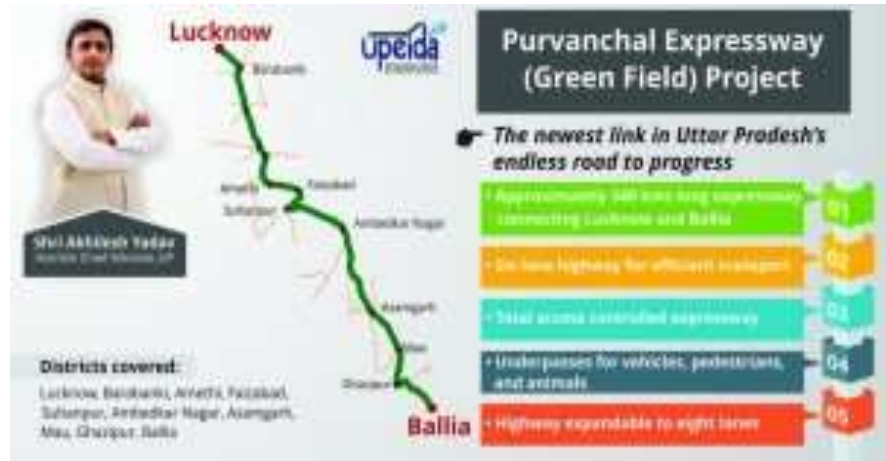 Lucknow
upeida
Barabanki
Amethi
Faizabad
Sultanpur
Ambedkar Nagar
Azamgarh
Mau
Ghazipur
Ballia
Shri Akhilesh Yadav
Districts covered:
Lucknow, Barabanki, Amethi, Faizabad,
Sultanpur, Ambedkar Nagar, Azamgarh,
Mau, Ghazipur, Ballia
Purvanchal Expressway
(Green Field) Project
The newest link in Uttar Pradesh's
endless road to progress
• Approximately kms long expressway
connecting Lucknow and Ballia
01
• Six lane highway for efficient transport
02
• Total access controlled expressway
03
• Underpasses for vehicles, pedestrians,
and animals
04
• Highway expandable to eight lanes
05